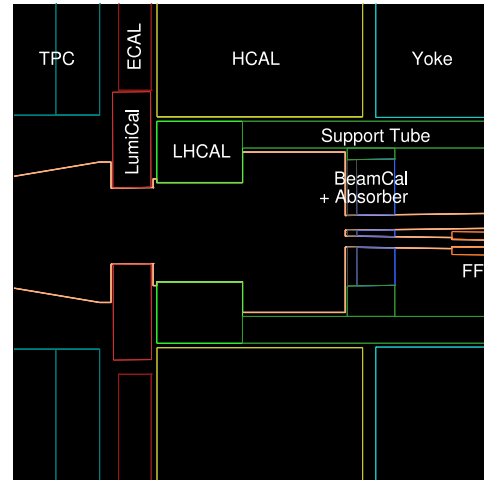 TPC
ECAL
HCAL
Yoke
Support Tube
LumiCal
LHCAL
BeamCal
+ Absorber
FF